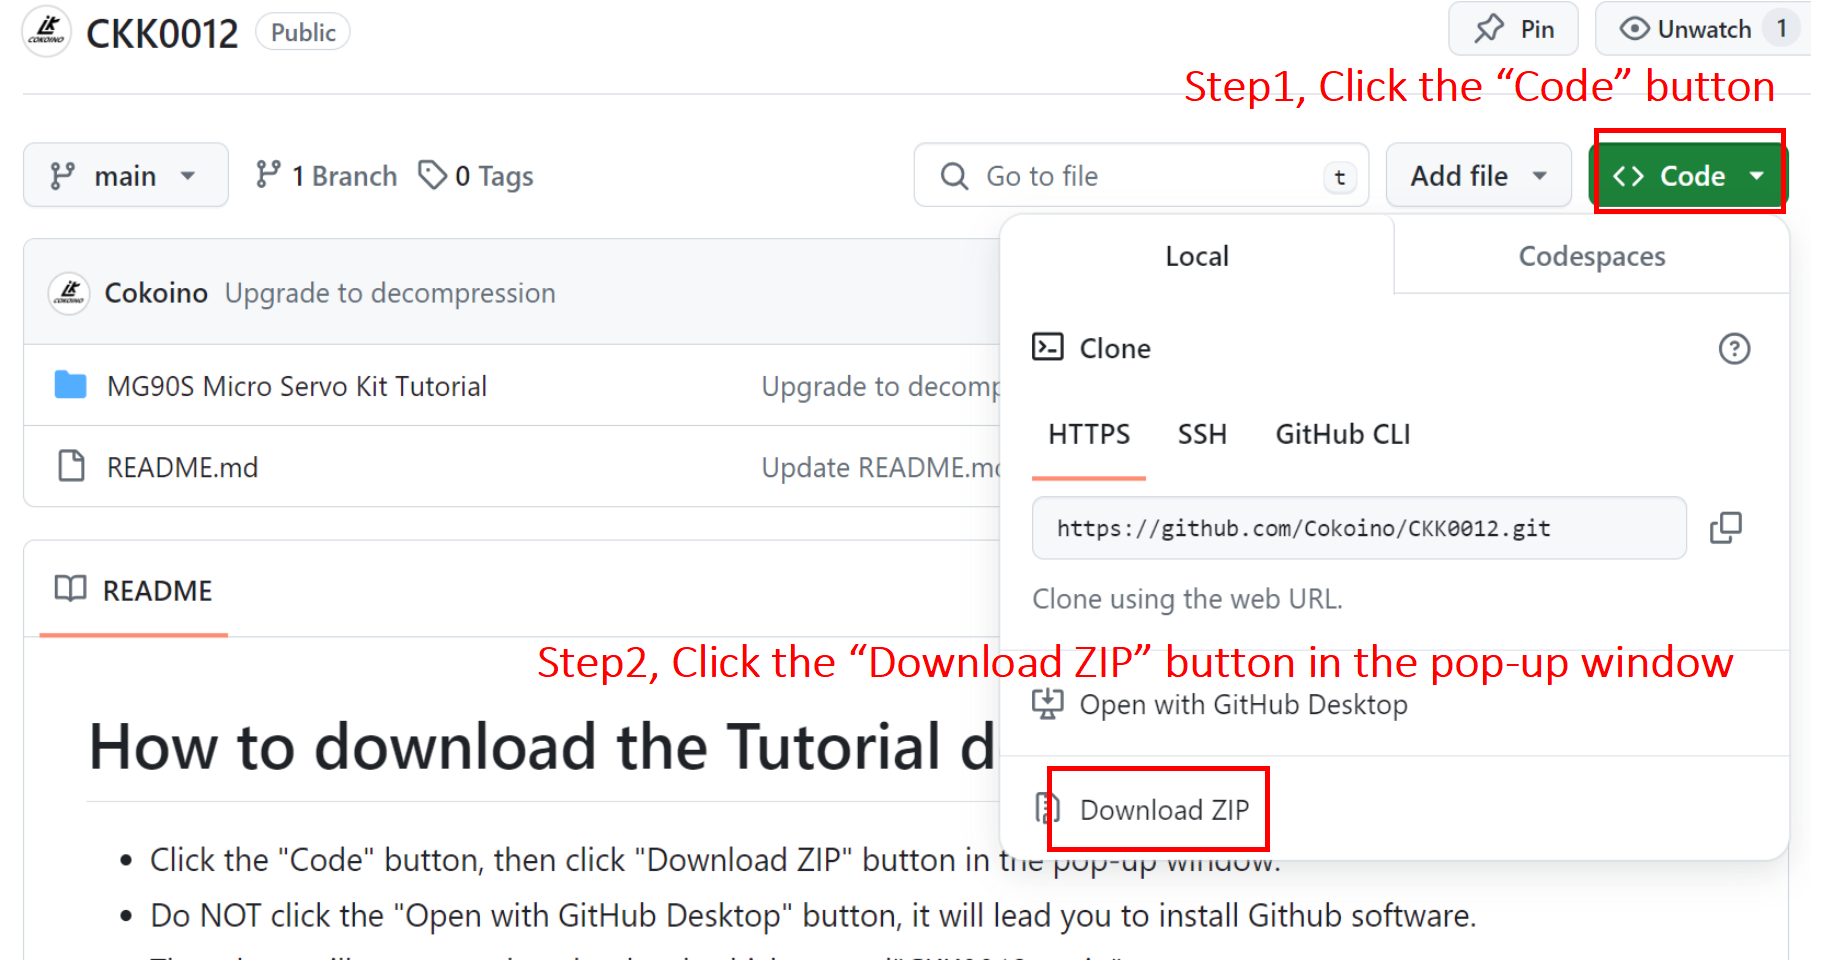 CKK0012 Public
Pin
Unwatch 1
Step1, Click the “Code” button
main
1 Branch
0 Tags
Go to file
t
Add file
Code
Local
Codespaces
Cokoino Upgrade to decompression
Clone
MG90S Micro Servo Kit Tutorial
Upgrade to decomp
HTTPS
SSH
GitHub CLI
README.md
Update README.md
https://github.com/Cokoino/CKK0012.git
README
Clone using the web URL.
Step2, Click the “Download ZIP” button in the pop-up window
Open with GitHub Desktop
How to download the Tutorial d
Download ZIP
Click the "Code" button, then click "Download ZIP" button in the pop-up window.
Do NOT click the "Open with GitHub Desktop" button, it will lead you to install Github software.